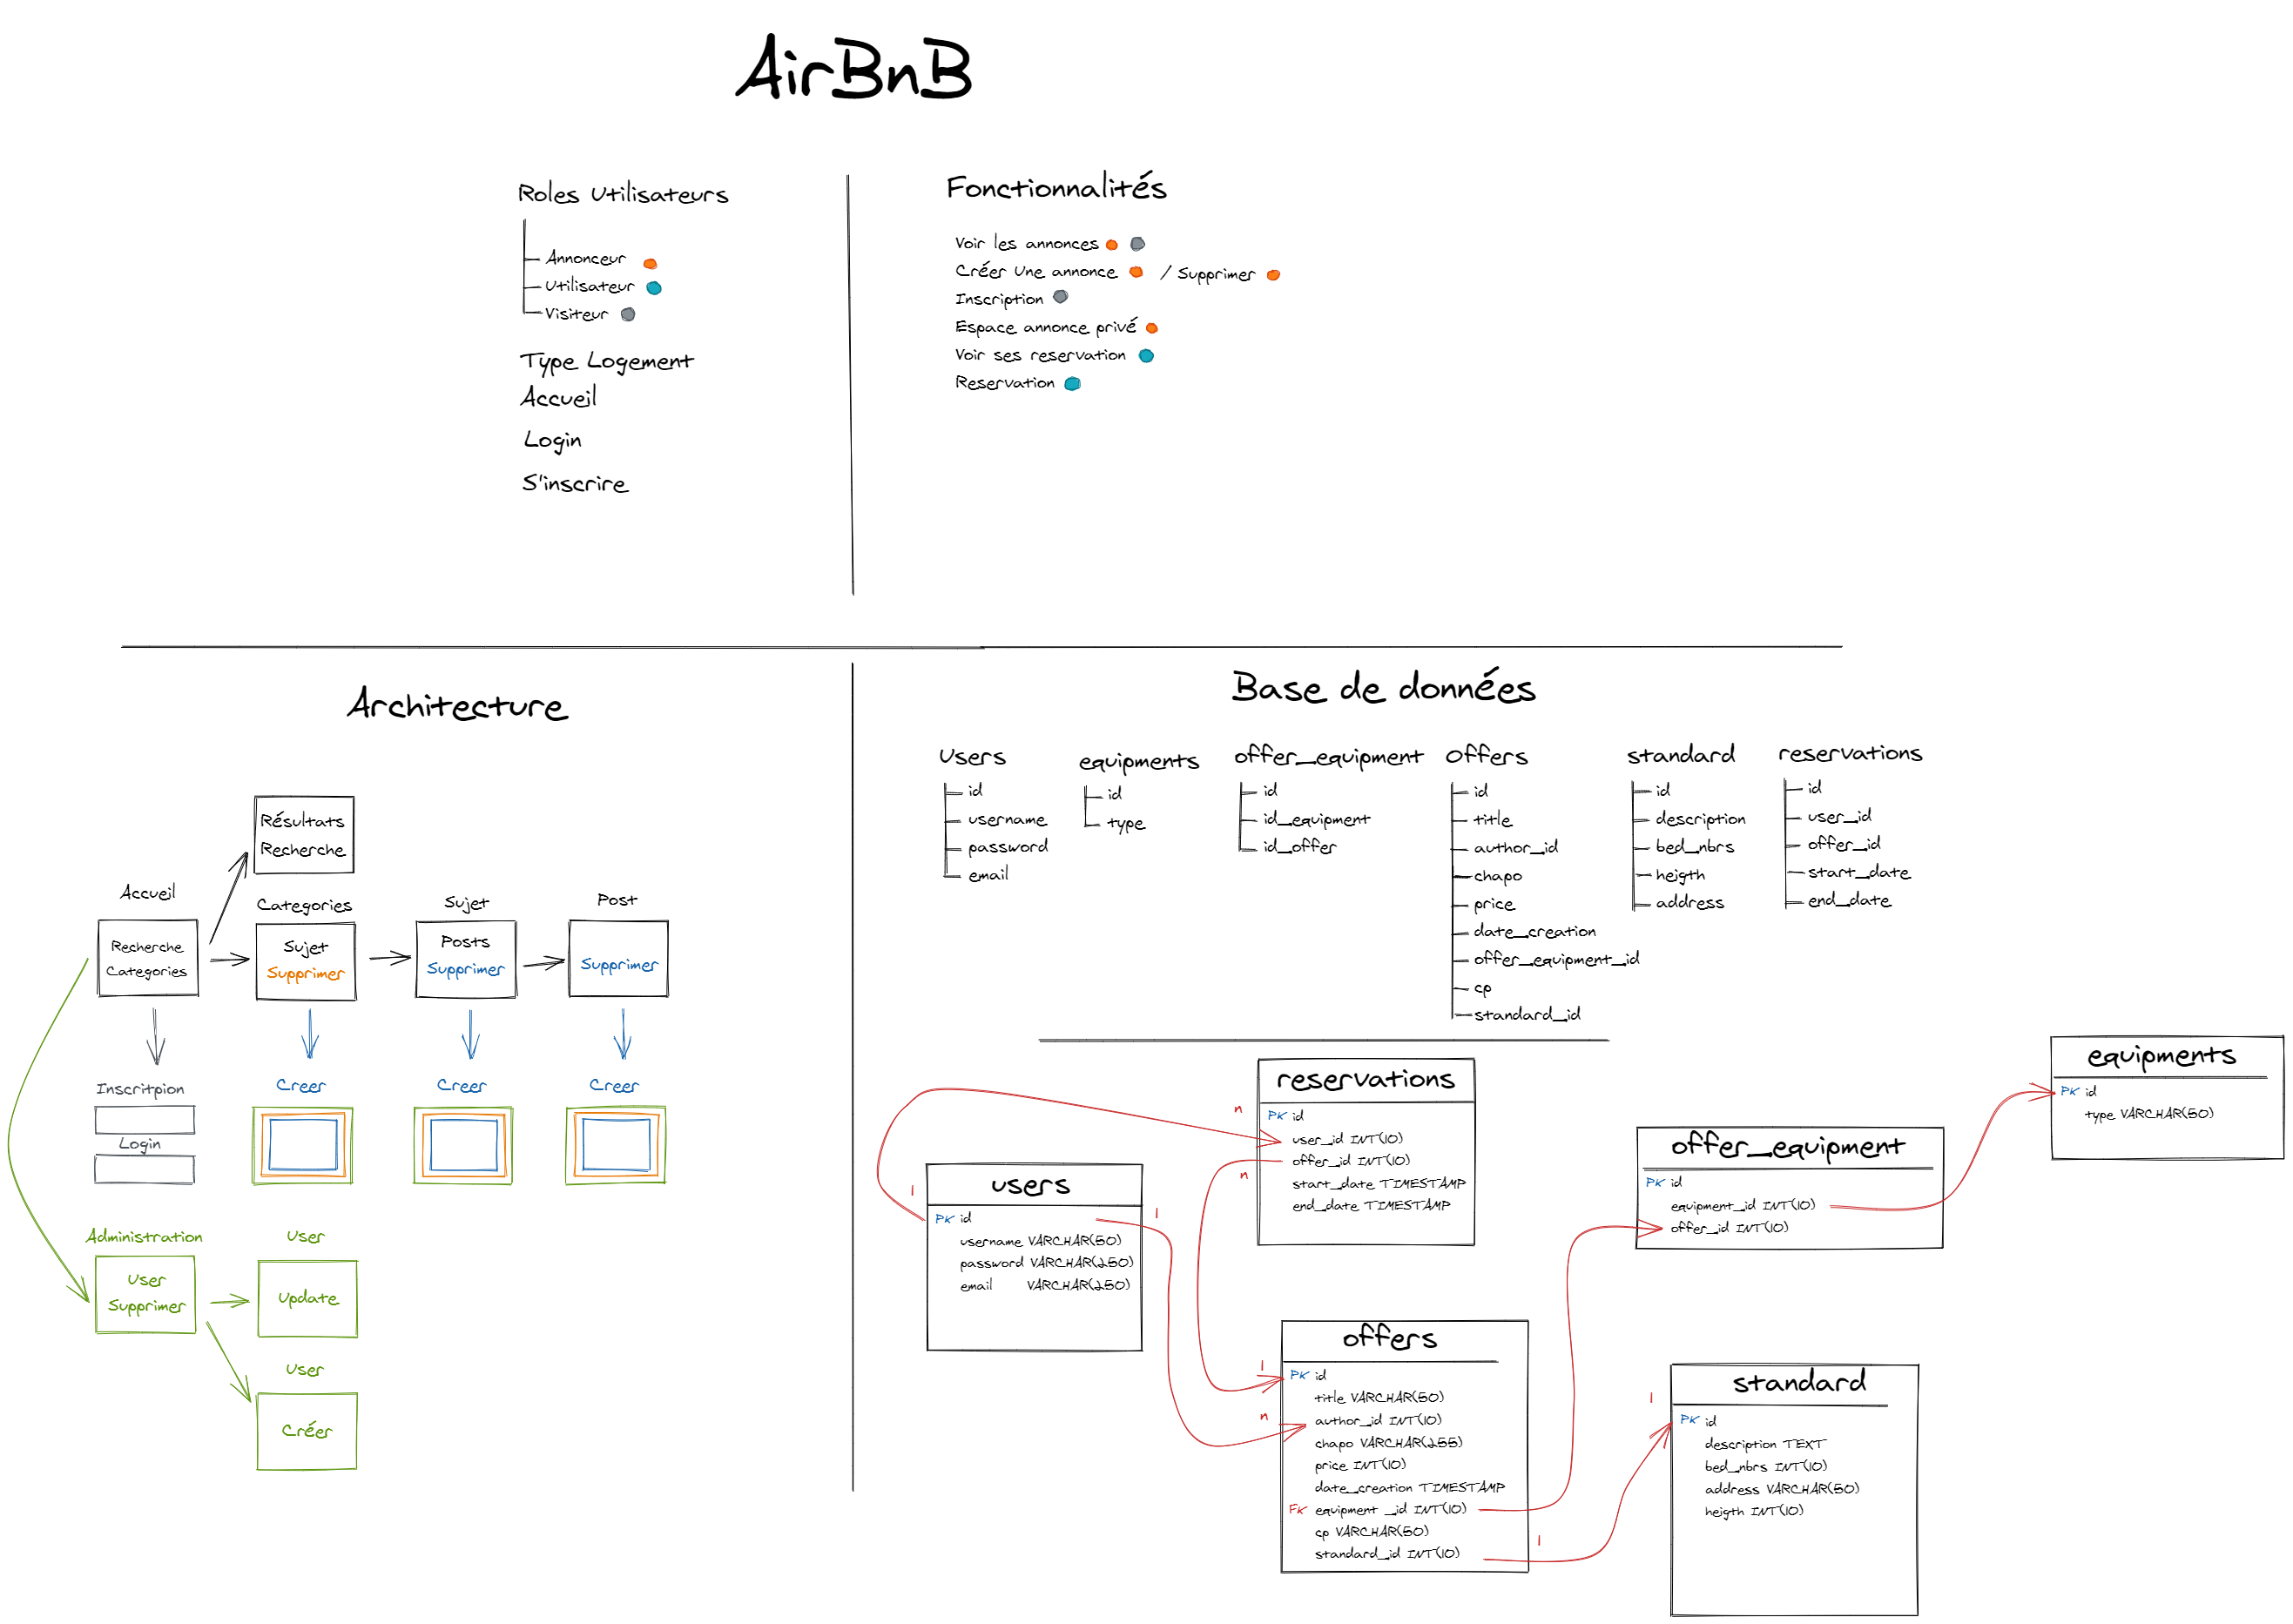 AirBnB
Roles Utilisateurs
Annonceur
Utilisateur
Visiteur
Type Logement
Accueil
Login
S'inscrire
Fonctionnalités
Voir les annonces
Créer une annonce / Supprimer
Inscription
Espace annonce privé
Voir ses reservation
Reservation
Architecture
Résultats
Recherche
Accueil
Recherche
Categories
Categories
Sujet
Supprimer
Sujet
Posts
Supprimer
Post
Supprimer
Inscritpion
Login
Creer
Creer
Creer
Administration
User
Supprimer
User
Update
User
Créer
Base de données
Users
id
username
password
email
equipments
id
type
offer_equipment
id
id_equipment
id_offer
Offers
id
title
author_id
chapo
price
date_creation
offer_equipment_id
cp
standard_id
standard
id
description
bed_nbrs
heigth
address
reservations
id
user_id
offer_id
start_date
end_date
reservations
PK id
user_id INT(10)
offer_id INT(10)
start_date TIMESTAMP
end_date TIMESTAMP
n
n
users
PK id
username VARCHAR(50)
password VARCHAR(250)
email VARCHAR(250)
1
1
offers
PK id
title VARCHAR(50)
author_id INT(10)
chapo VARCHAR(255)
price INT(10)
date_creation TIMESTAMP
FK equipment _id INT(10)
cp VARCHAR(50)
standard_id INT(10)
1
n
1
offer_equipment
PK id
equipment_id INT(10)
offer_id INT(10)
equipments
PK id
type VARCHAR(50)
standard
PK id
description TEXT
bed_nbrs INT(10)
address VARCHAR(50)
heigth INT(10)
1